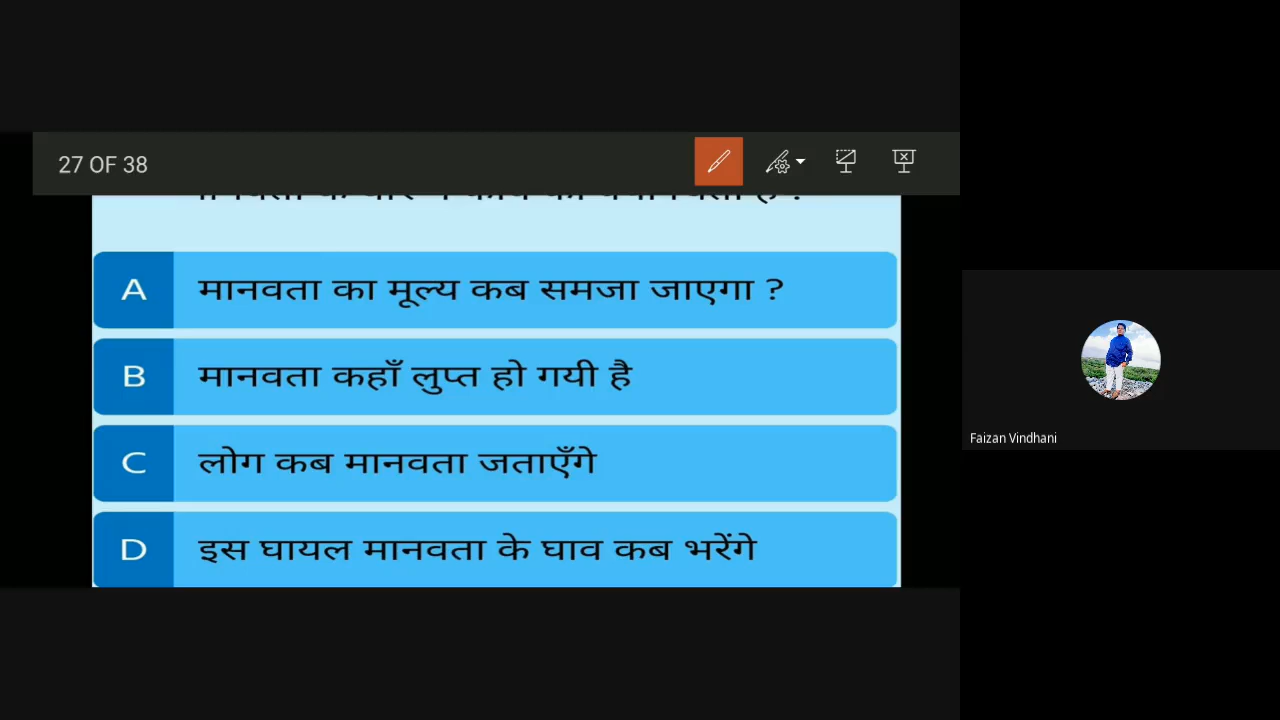 27 OF 38
A मानवता का मूल्य कब समजा जाएगा ?
B मानवता कहाँ लुप्त हो गयी है
C लोग कब मानवता जताएँगे
D इस घायल मानवता के घाव कब भरेंगे
Faizan Vindhani